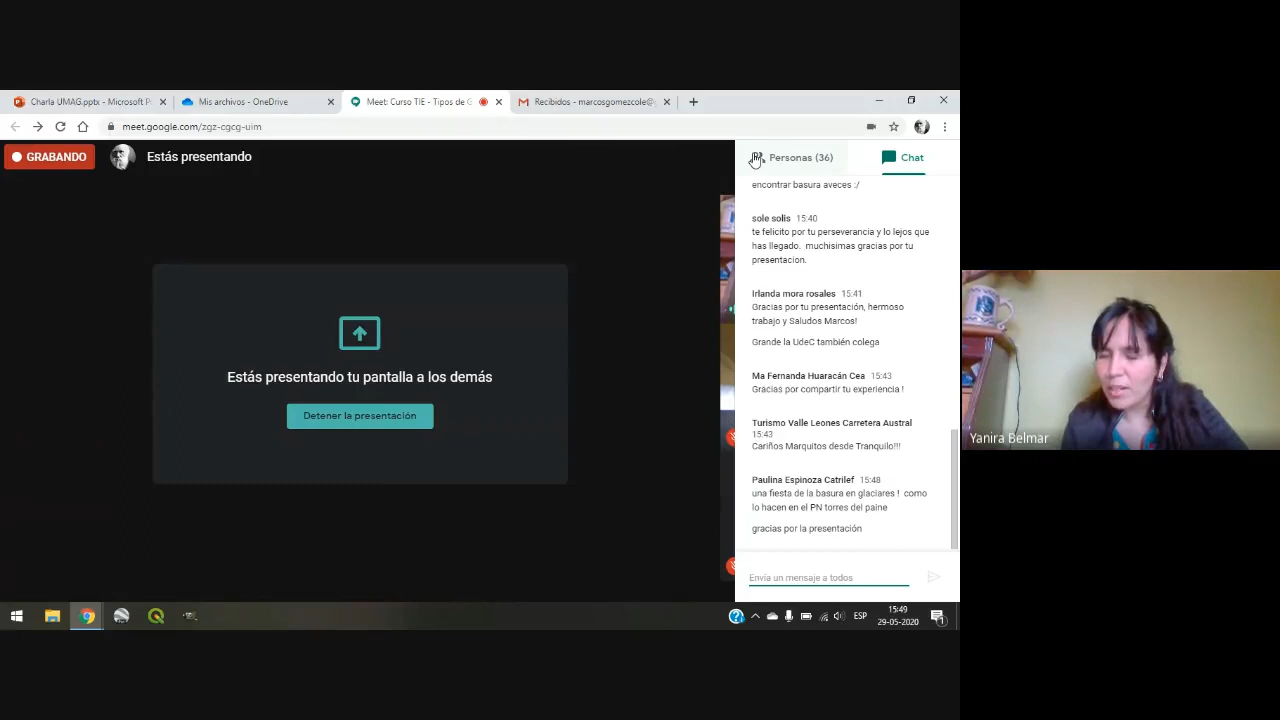 Charla UMAG.pptx - Microsoft P
Mis archivos - OneDrive
Meet: Curso TIE - Tipos de G
Recibidos - marcosgomezcole@
meet.google.com/zgz-cgcg-uim
GRABANDO
Estás presentando
Personas (36)
Chat
encontrar basura aveces :/
sole solis 15:40
te felicito por tu perseverancia y lo lejos que
has llegado. muchisimas gracias por tu
presentacion.
Irlanda mora rosales 15:41
Gracias por tu presentación, hermoso
trabajo y Saludos Marcos!
Grande la UdeC también colega
Ma Fernanda Huaracán Cea 15:43
Gracias por compartir tu experiencia !
Turismo Valle Leones Carretera Austral
15:43
Cariños Marquitos desde Tranquilo!!!
Paulina Espinoza Catrilef 15:48
una fiesta de la basura en glaciares ! como
lo hacen en el PN torres del paine
gracias por la presentación
Envía un mensaje a todos
Estás presentando tu pantalla a los demás
Detener la presentación
Yanira Belmar
ESP
15:49
29-05-2020